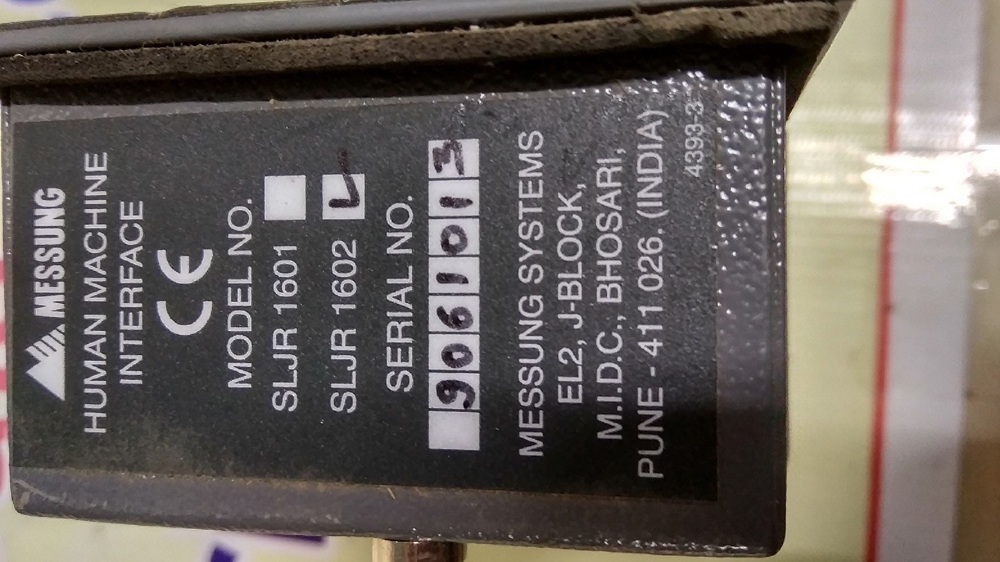 MESSUNG
HUMAN MACHINE
INTERFACE
CE
MODEL NO.
SLJR 1601
SLJR 1602 ✓
SERIAL NO.
9061013
MESSUNG SYSTEMS
EL2, J-BLOCK,
M.I.D.C., BHOSARI,
PUNE - 411 026. (INDIA)
4393-3